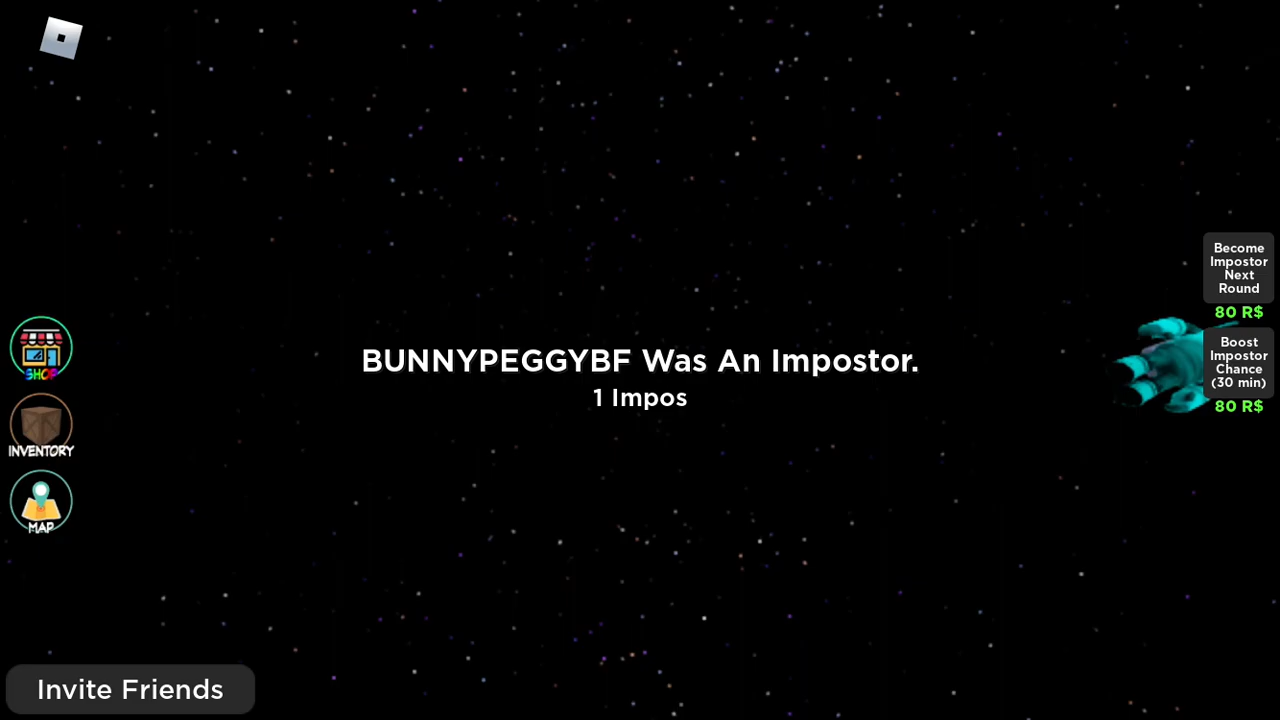 BUNNYPEGGYBF Was An Impostor.
1 Impos
Become
Impostor
Next
Round
80 R$
Boost
Impostor
Chance
(30 min)
80 R$
SHOP
INVENTORY
MAP
Invite Friends